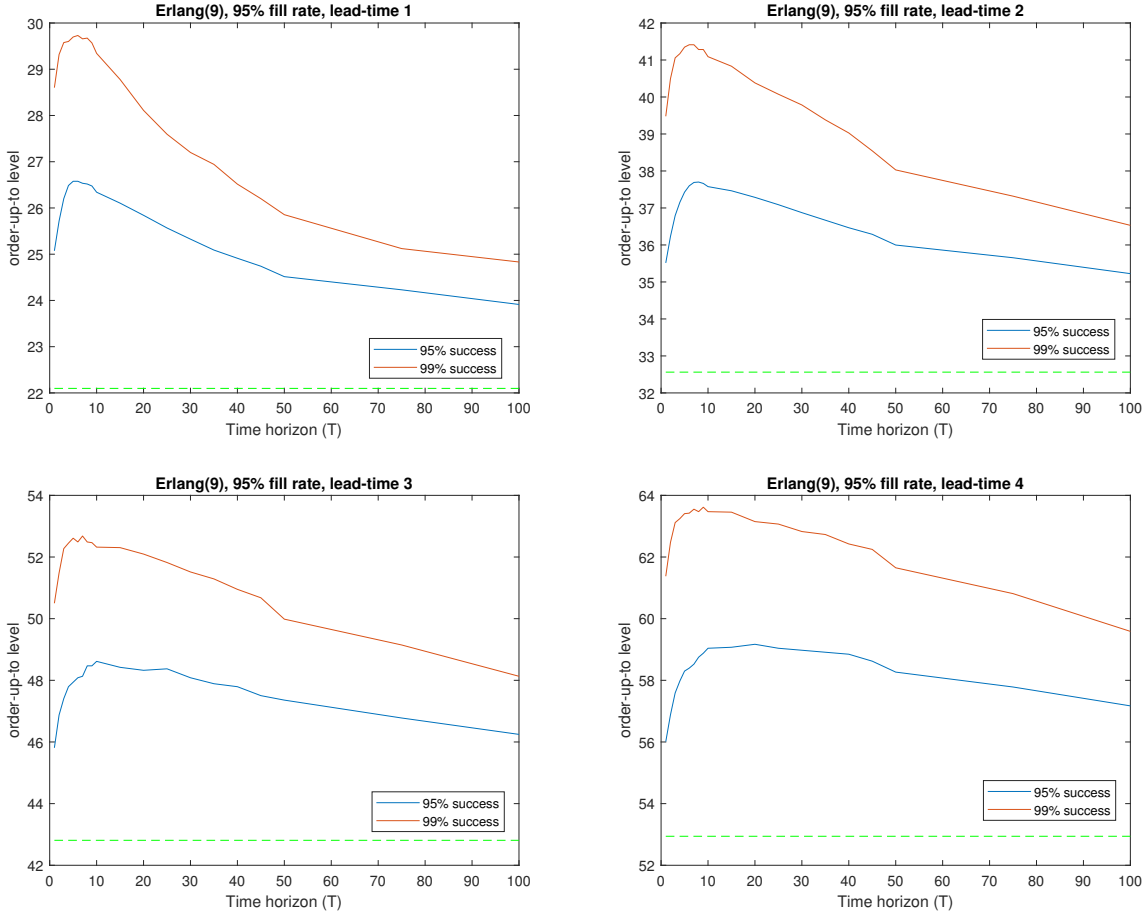 Erlang(9), 95% fill rate, lead-time 1
30
29
28
27
26
25
24
23
22
order-up-to level
95% success
99% success
0 10 20 30 40 50 60 70 80 90 100
Time horizon (T)
Erlang(9), 95% fill rate, lead-time 2
42
41
40
39
38
37
36
35
34
33
32
order-up-to level
95% success
99% success
0 10 20 30 40 50 60 70 80 90 100
Time horizon (T)
Erlang(9), 95% fill rate, lead-time 3
54
52
50
48
46
44
42
order-up-to level
95% success
99% success
0 10 20 30 40 50 60 70 80 90 100
Time horizon (T)
Erlang(9), 95% fill rate, lead-time 4
64
62
60
58
56
54
52
order-up-to level
95% success
99% success
0 10 20 30 40 50 60 70 80 90 100
Time horizon (T)